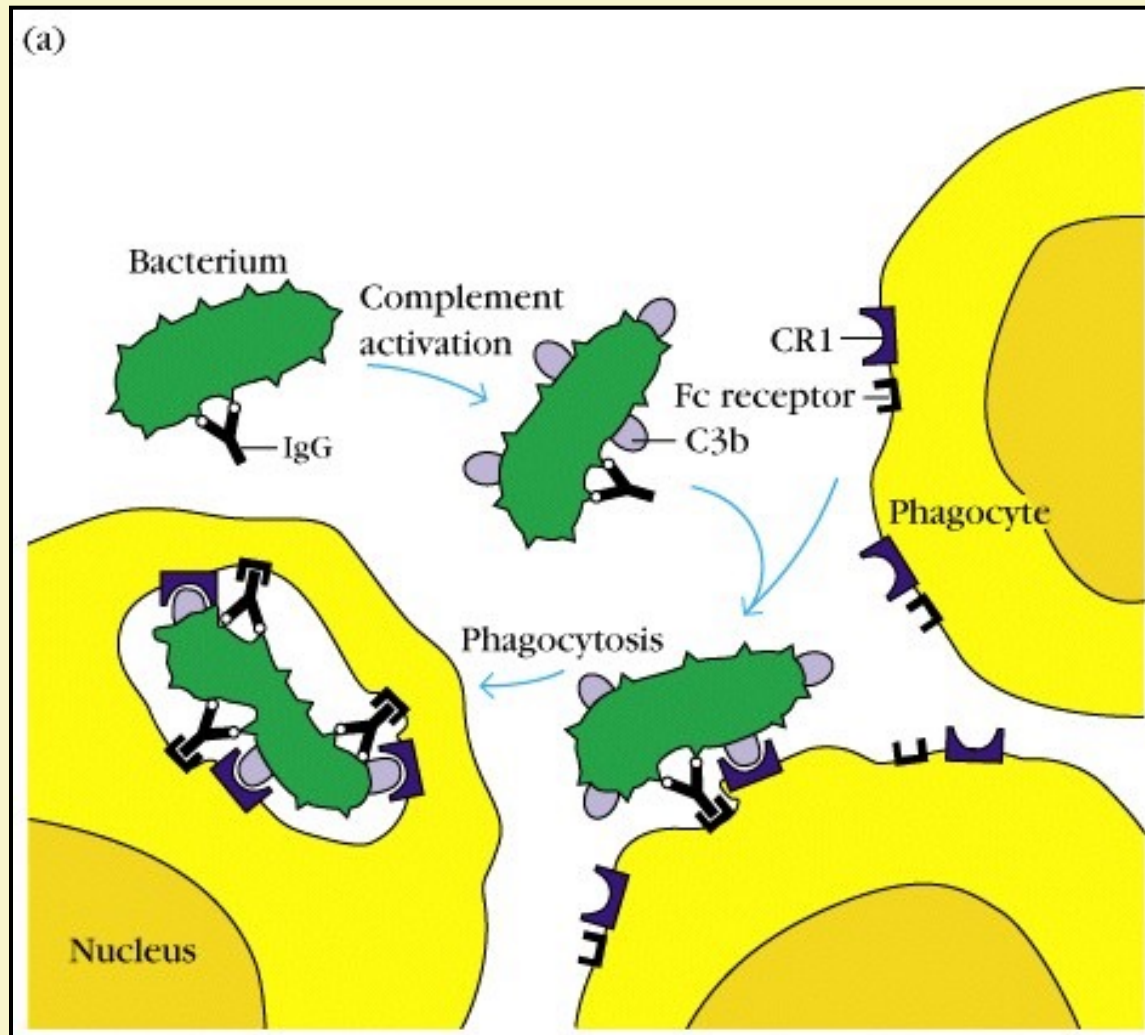 (a)
Bacterium
Complement
activation
IgG
CR1
Fc receptor
C3b
Phagocyte
Phagocytosis
Nucleus